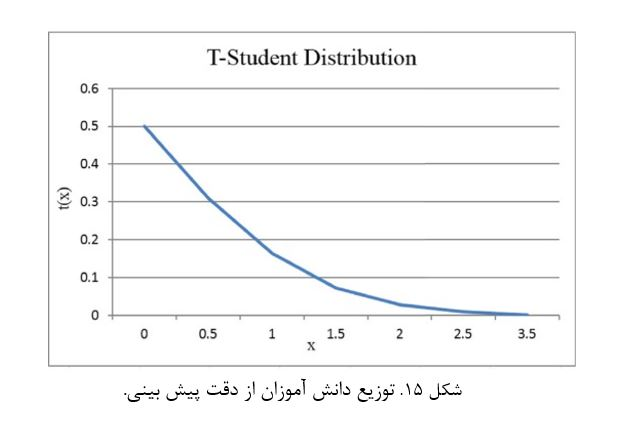 T-Student Distribution
0.6
0.5
0.4
0.3
0.2
0.1
0
t(x)
0 0.5 1 1.5 2 2.5 3.5
x
شکل ۱۵. توزیع دانش آموزان از دقت پیش بینی.